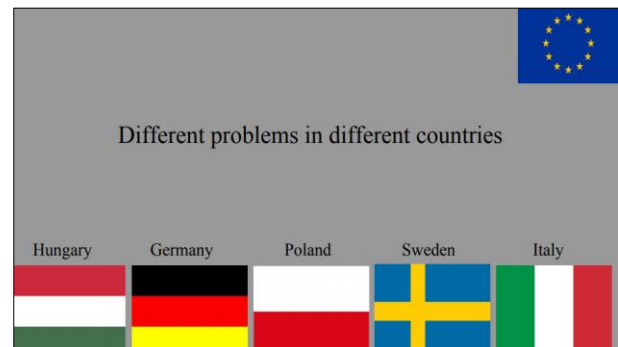 Different problems in different countries
Hungary Germany Poland Sweden Italy